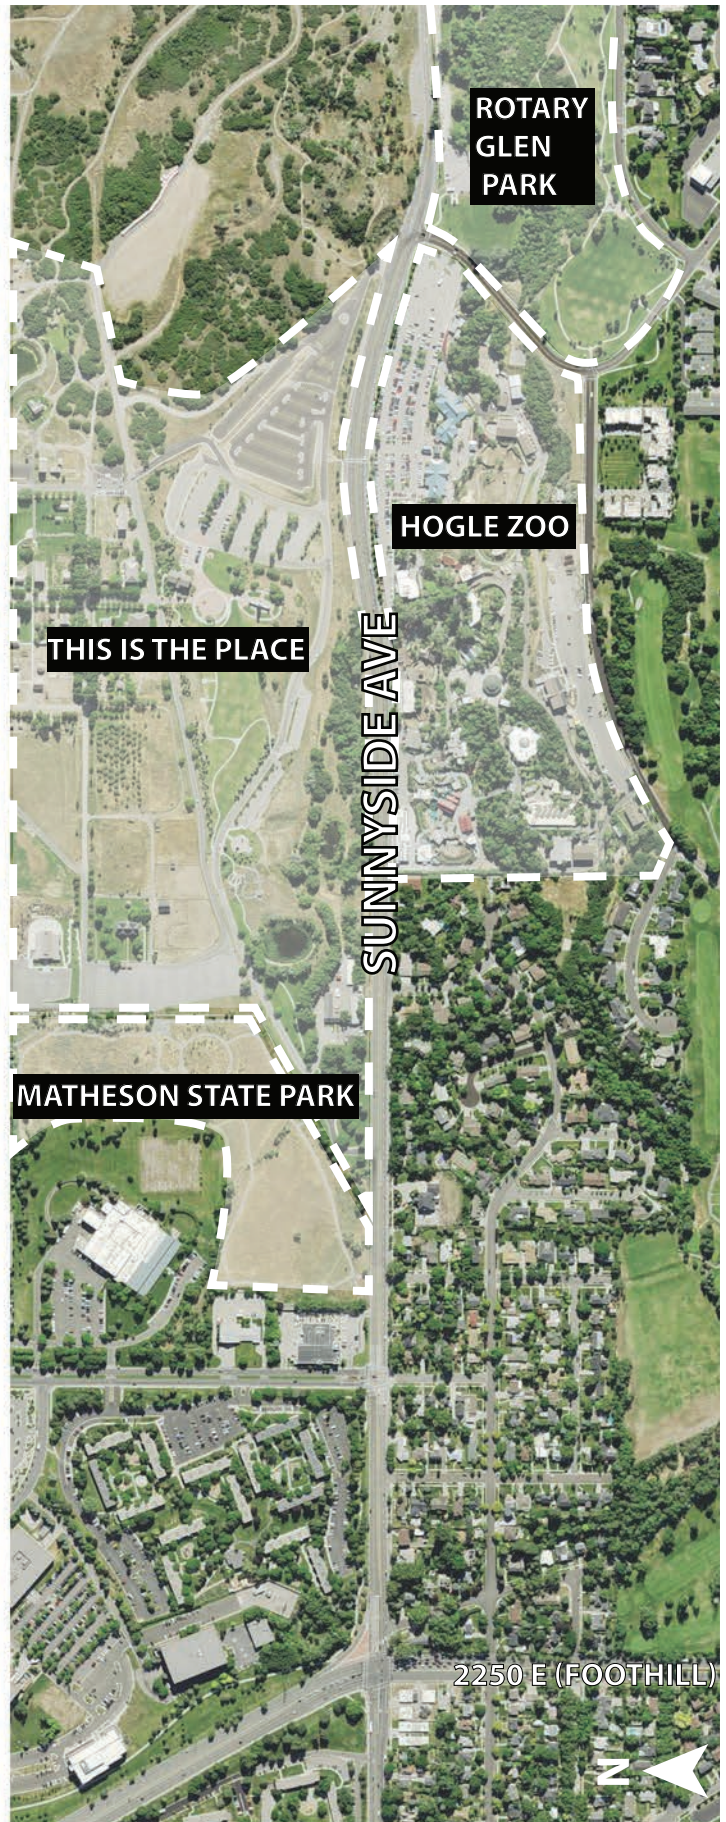 ROTARY
GLEN
PARK
HOGLE ZOO
THIS IS THE PLACE
SUNNYSIDE AVE
MATHESON STATE PARK
2250 E (FOOTHILL)
N